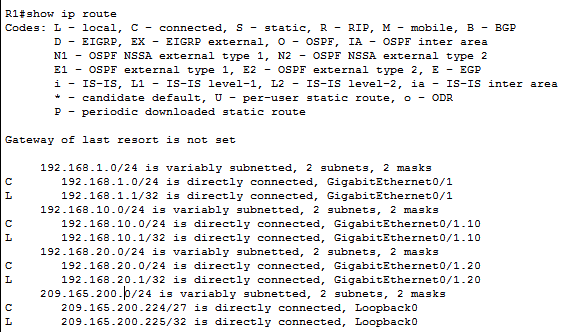 R1#show ip route
Codes: L - local, C - connected, S - static, R - RIP, M - mobile, B - BGP
D - EIGRP, EX - EIGRP external, O - OSPF, IA - OSPF inter area
N1 - OSPF NSSA external type 1, N2 - OSPF NSSA external type 2
E1 - OSPF external type 1, E2 - OSPF external type 2, E - EGP
i - IS-IS, L1 - IS-IS level-1, L2 - IS-IS level-2, ia - IS-IS inter area
* - candidate default, U - per-user static route, o - ODR
P - periodic downloaded static route
Gateway of last resort is not set
192.168.1.0/24 is variably subnetted, 2 subnets, 2 masks
C 192.168.1.0/24 is directly connected, GigabitEthernet0/1
L 192.168.1.1/32 is directly connected, GigabitEthernet0/1
192.168.10.0/24 is variably subnetted, 2 subnets, 2 masks
C 192.168.10.0/24 is directly connected, GigabitEthernet0/1.10
L 192.168.10.1/32 is directly connected, GigabitEthernet0/1.10
192.168.20.0/24 is variably subnetted, 2 subnets, 2 masks
C 192.168.20.0/24 is directly connected, GigabitEthernet0/1.20
L 192.168.20.1/32 is directly connected, GigabitEthernet0/1.20
209.165.200.0/24 is variably subnetted, 2 subnets, 2 masks
C 209.165.200.224/27 is directly connected, Loopback0
L 209.165.200.225/32 is directly connected, Loopback0